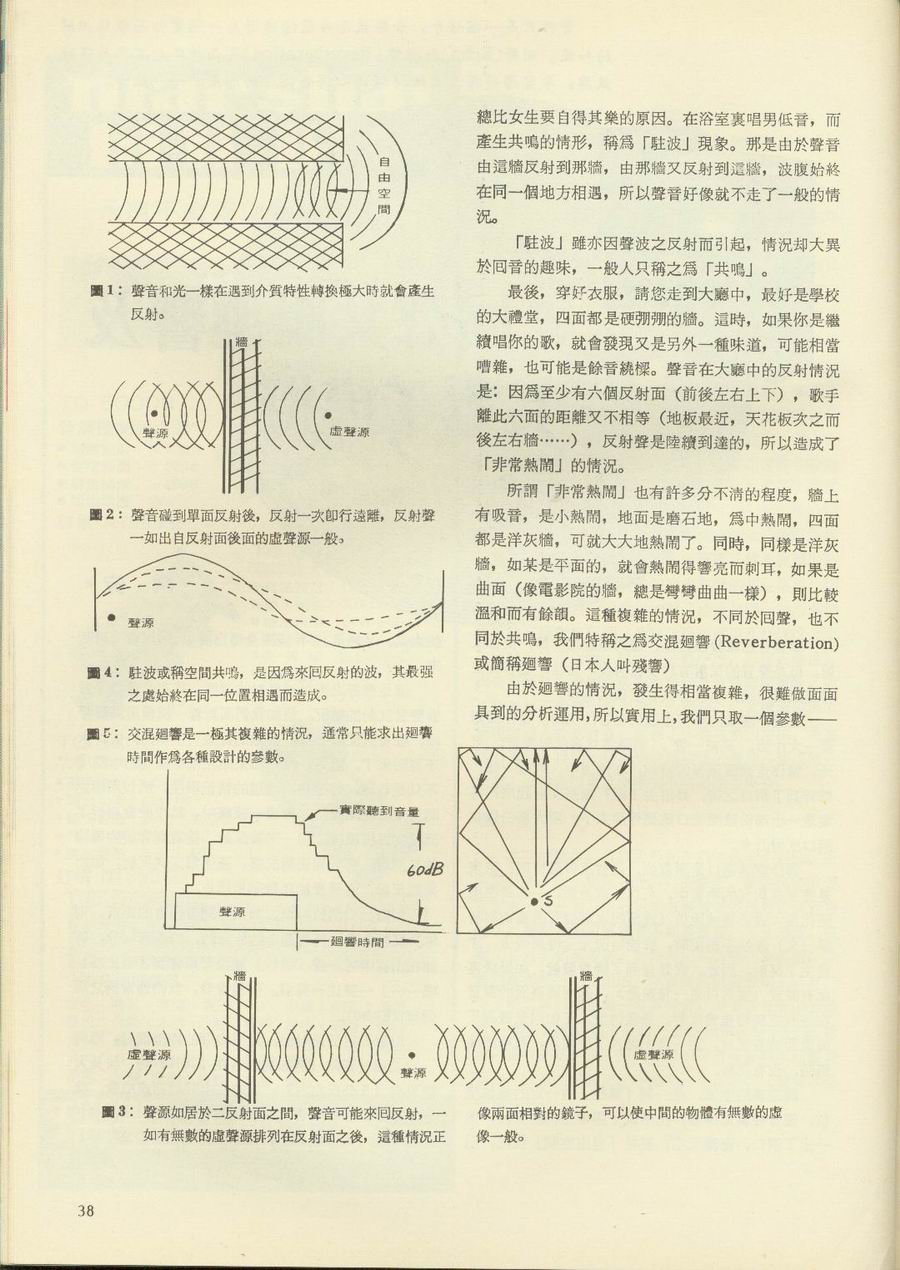 自
由
空
間
圖1：聲音和光一樣在遇到介質特性轉換極大時就會產生
反射。
牆
聲源
虛聲源
圖2：聲音碰到單面反射後，反射一次卽行遠離，反射聲
一如出自反射面後面的虛聲源一般。
聲源
圖4：駐波或稱空間共鳴，是因爲來囘反射的波，其最强
之處始終在同一位置相遇而造成。
圖5：交混廻響是一極其複雜的情況，通常只能求出廻響
時間作爲各種設計的參數。
實際聽到音量
60dB
聲源
廻響時間
總比女生要自得其樂的原因。在浴室裏唱男低音，而
產生共鳴的情形，稱爲「駐波」現象。那是由於聲音
由這牆反射到那牆，由那牆又反射到這牆，波腹始終
在同一個地方相遇，所以聲音好像就不走了一般的情
況。
「駐波」雖亦因聲波之反射而引起，情況却大異
於囘音的趣味，一般人只稱之爲「共鳴」。
最後，穿好衣服，請您走到大廳中，最好是學校
的大禮堂，四面都是硬弸弸的牆。這時，如果你是繼
續唱你的歌，就會發現又是另外一種味道，可能相當
嘈雜，也可能是餘音繞樑。聲音在大廳中的反射情況
是：因爲至少有六個反射面（前後左右上下），歌手
離此六面的距離又不相等（地板最近，天花板次之而
後左右牆……），反射聲是陸續到達的，所以造成了
「非常熱鬧」的情況。
所謂「非常熱鬧」也有許多分不淸的程度，牆上
有吸音，是小熱鬧，地面是磨石地，爲中熱鬧，四面
都是洋灰牆，可就大大地熱鬧了。同時，同樣是洋灰
牆，如某是平面的，就會熱鬧得響亮而刺耳，如果是
曲面（像電影院的牆，總是彎彎曲曲一樣），則比較
溫和而有餘韻。這種複雜的情況，不同於囘聲，也不
同於共鳴，我們特稱之爲交混廻響(Reverberation)
或簡稱廻響（日本人叫殘響）
由於廻響的情況，發生得相當複雜，很難做面面
具到的分析運用，所以實用上，我們只取一個參數——
S
牆
牆
虛聲源
聲源
虛聲源
圖3：聲源如居於二反射面之間，聲音可能來囘反射，一
如有無數的虛聲源排列在反射面之後，這種情況正
像兩面相對的鏡子，可以使中間的物體有無數的虛
像一般。
38